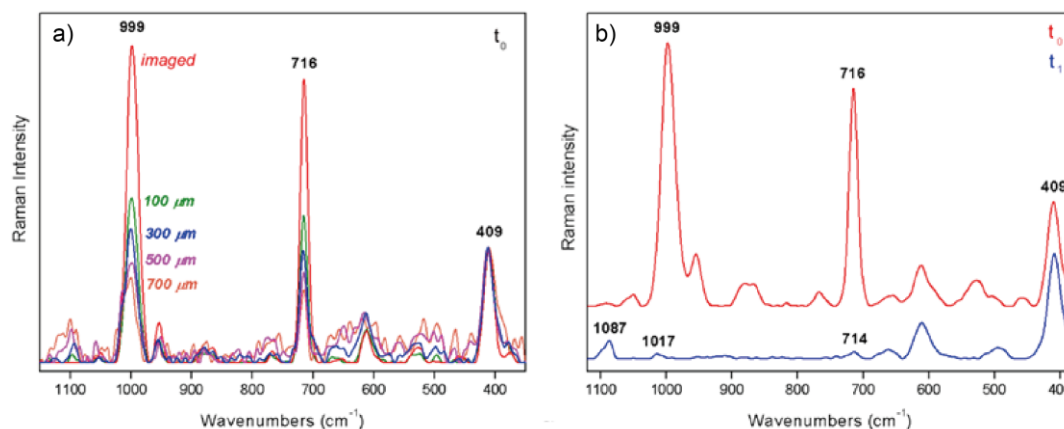 a)
999
t₀
imaged
716
100 μm
300 μm
500 μm
700 μm
409
Raman Intensity
1100 1000 900 800 700 600 500 400
Wavenumbers (cm⁻¹)
b)
999
t₀
t₁
716
409
1087
1017
714
Raman intensity
1100 1000 900 800 700 600 500 400
Wavenumbers (cm⁻¹)